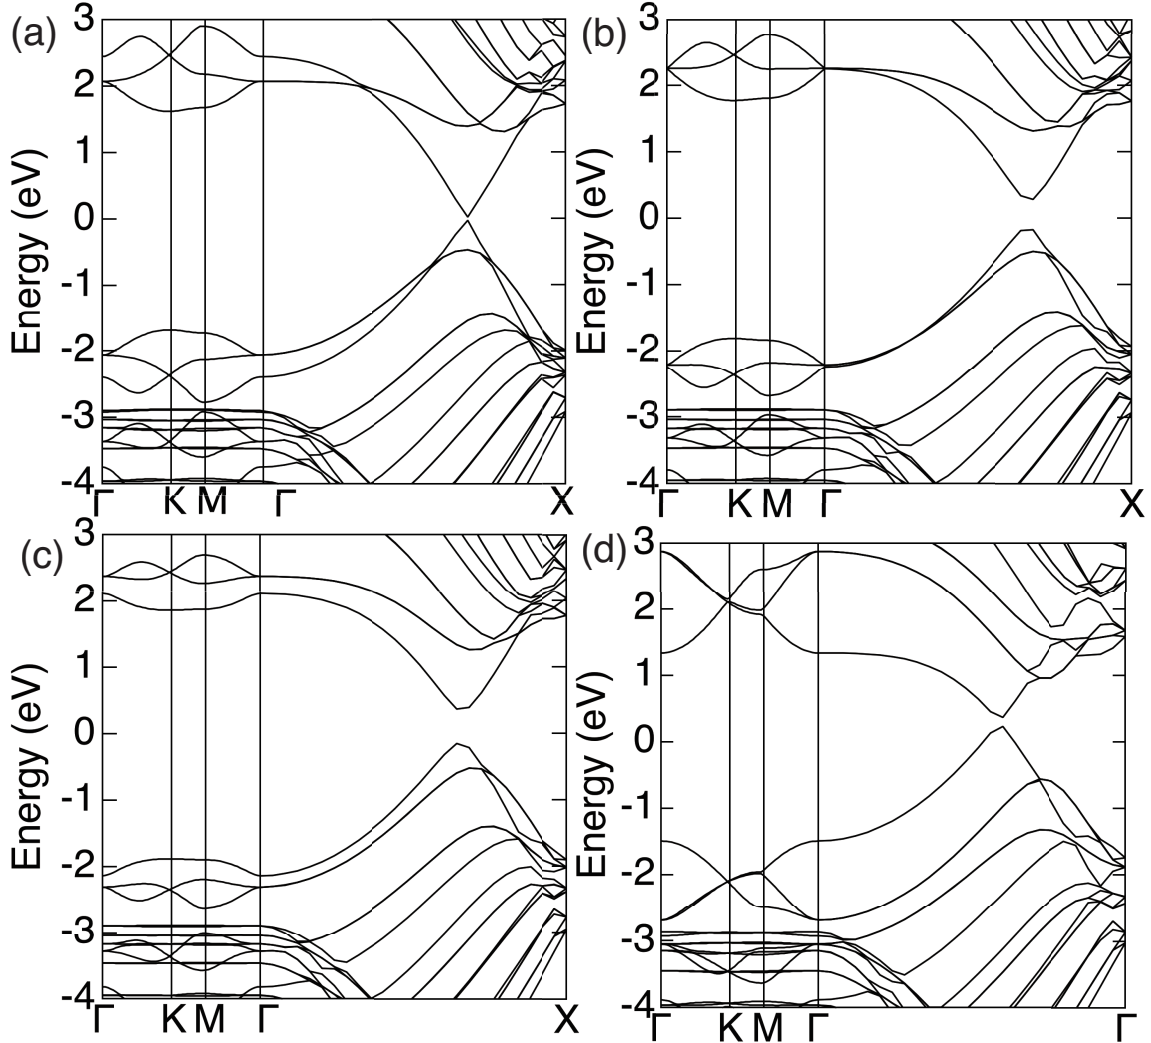 (a)
Energy (eV)
3
2
1
0
-1
-2
-3
-4
Γ K M Γ X
(b)
Energy (eV)
3
2
1
0
-1
-2
-3
-4
Γ K M Γ X
(c)
Energy (eV)
3
2
1
0
-1
-2
-3
-4
Γ K M Γ X
(d)
Energy (eV)
3
2
1
0
-1
-2
-3
-4
Γ K M Γ Γ